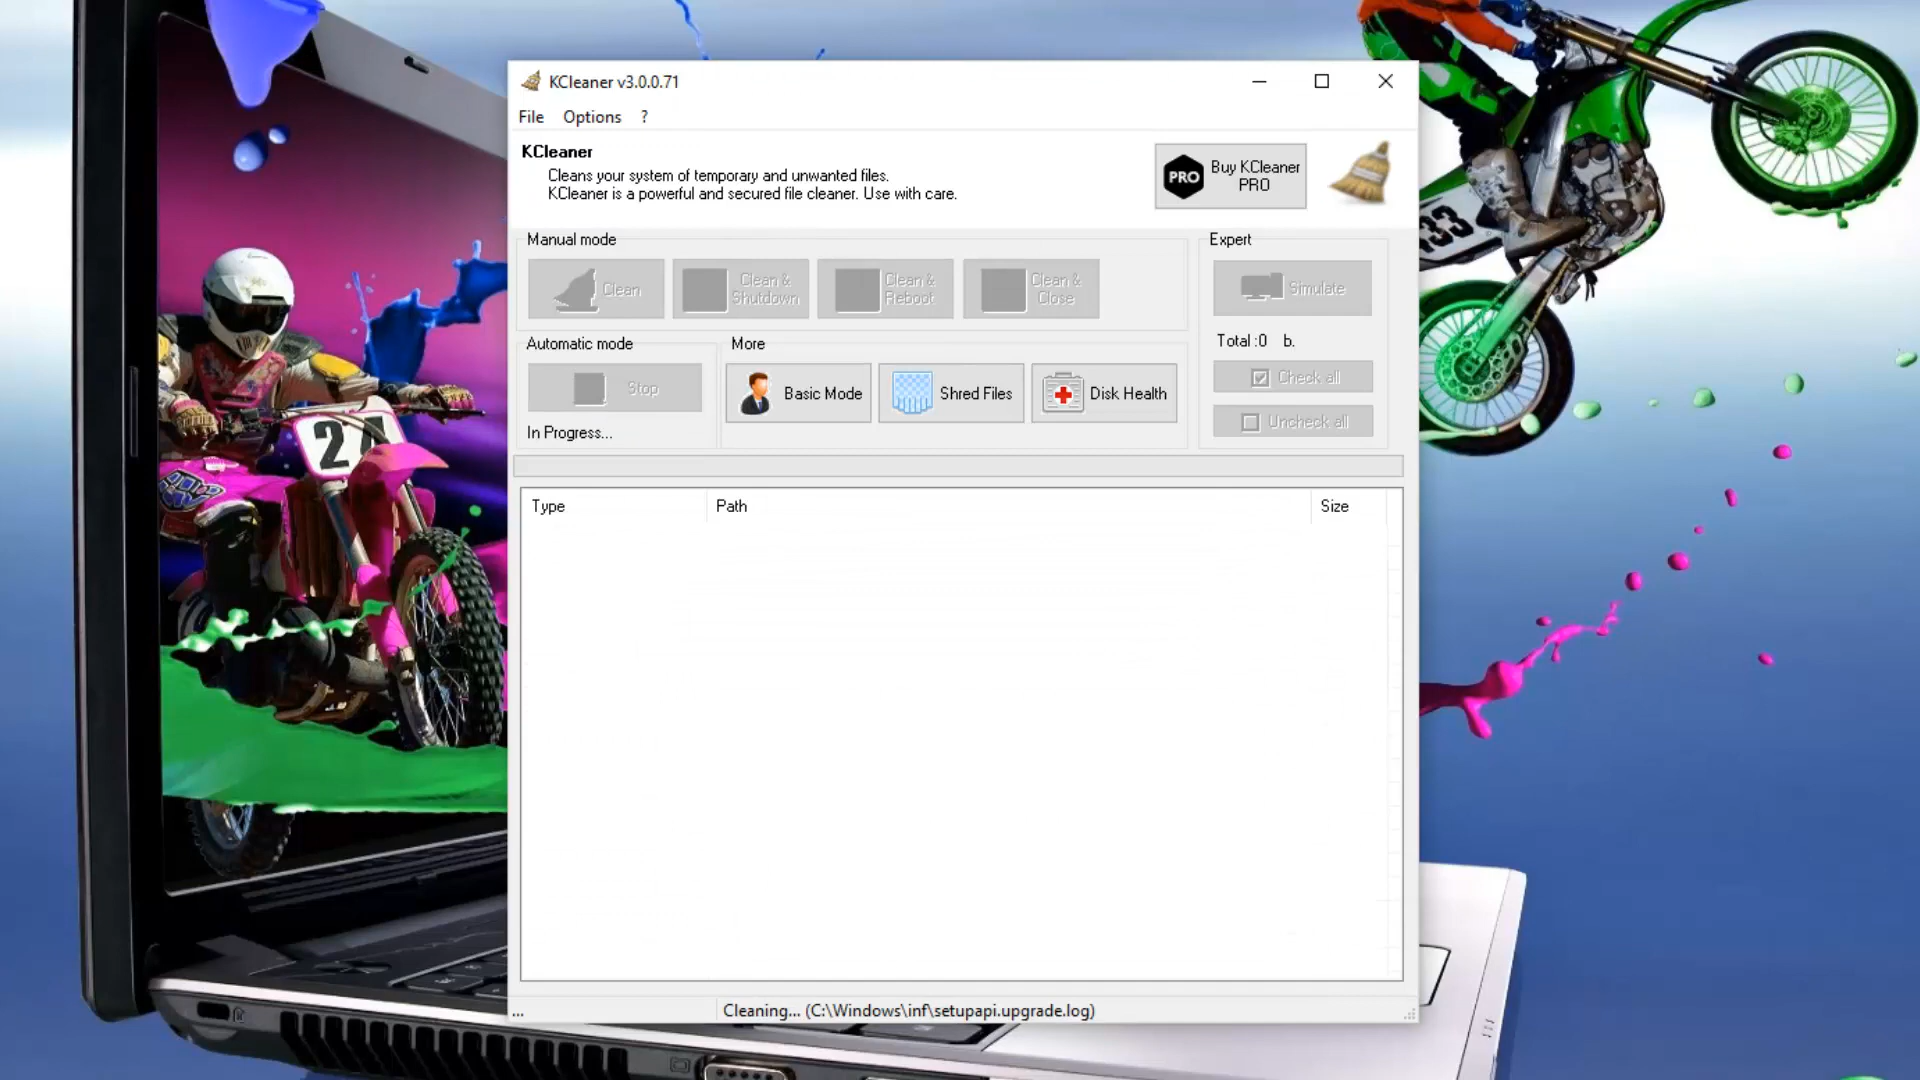 KCleaner v3.0.0.71
File Options ?
KCleaner
Cleans your system of temporary and unwanted files.
KCleaner is a powerful and secured file cleaner. Use with care.
PRO
Buy KCleaner
PRO
Manual mode
Clean
Clean &
Shutdown
Clean &
Reboot
Clean &
Close
Expert
Simulate
Total :0 b.
Check all
Uncheck all
Automatic mode
Stop
In Progress...
More
Basic Mode
Shred Files
Disk Health
Type Path Size
... Cleaning... (C:\Windows\inf\setupapi.upgrade.log)
24
33